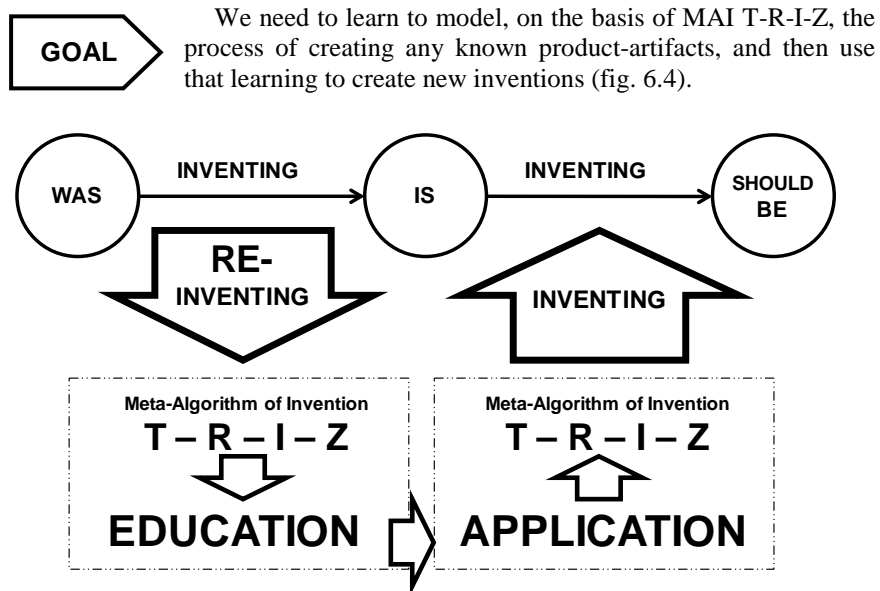 GOAL
We need to learn to model, on the basis of MAI T-R-I-Z, the
process of creating any known product-artifacts, and then use
that learning to create new inventions (fig. 6.4).
WAS
INVENTING
IS
INVENTING
SHOULD
BE
RE-
INVENTING
INVENTING
Meta-Algorithm of Invention
T – R – I – Z
EDUCATION
Meta-Algorithm of Invention
T – R – I – Z
APPLICATION